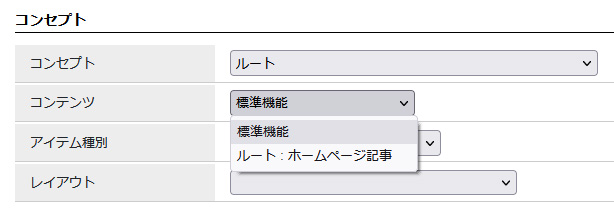 コンセプト
コンセプト ルート
コンテンツ 標準機能
標準機能
アイテム種別
ルート : ホームページ記事
レイアウト